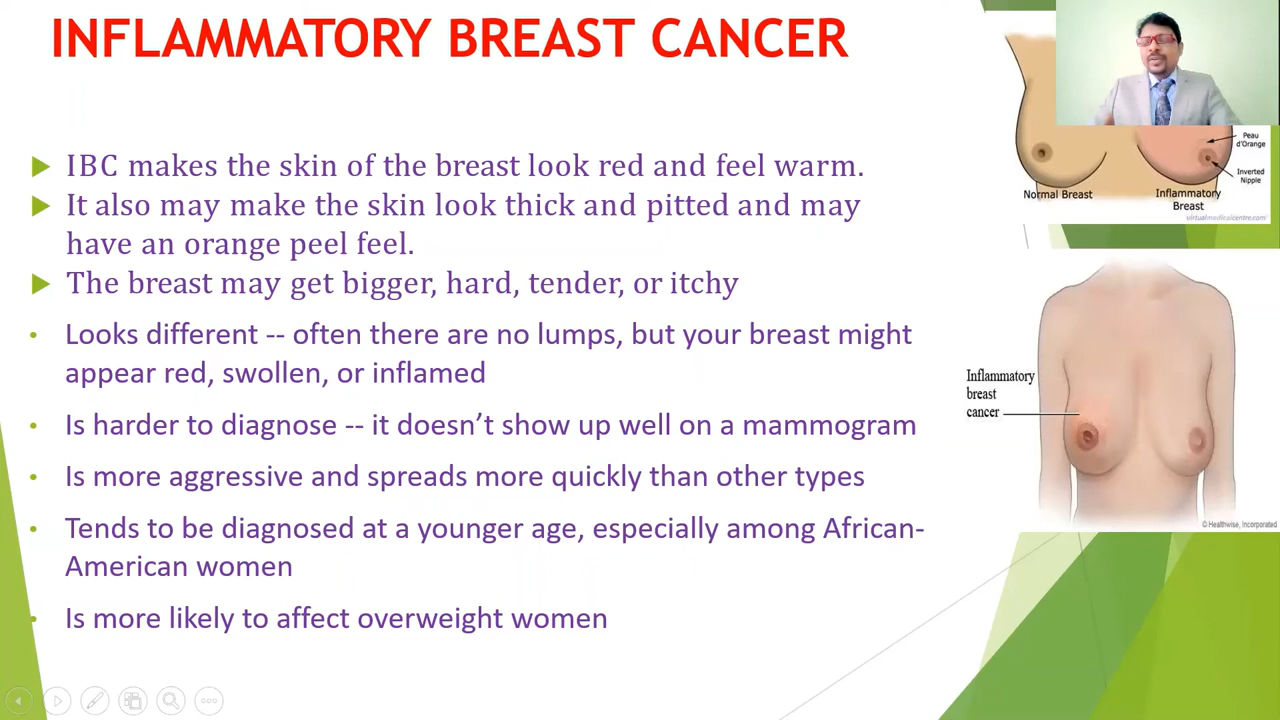 INFLAMMATORY BREAST CANCER
IBC makes the skin of the breast look red and feel warm.
It also may make the skin look thick and pitted and may
have an orange peel feel.
The breast may get bigger, hard, tender, or itchy
Looks different -- often there are no lumps, but your breast might
appear red, swollen, or inflamed
Is harder to diagnose -- it doesn’t show up well on a mammogram
Is more aggressive and spreads more quickly than other types
Tends to be diagnosed at a younger age, especially among African-
American women
Is more likely to affect overweight women
Peau
d'Orange
Inverted
Nipple
Normal Breast
Inflammatory
Breast
virtualmedicalcentre.com
Inflammatory
breast
cancer
© Healthwise, Incorporated